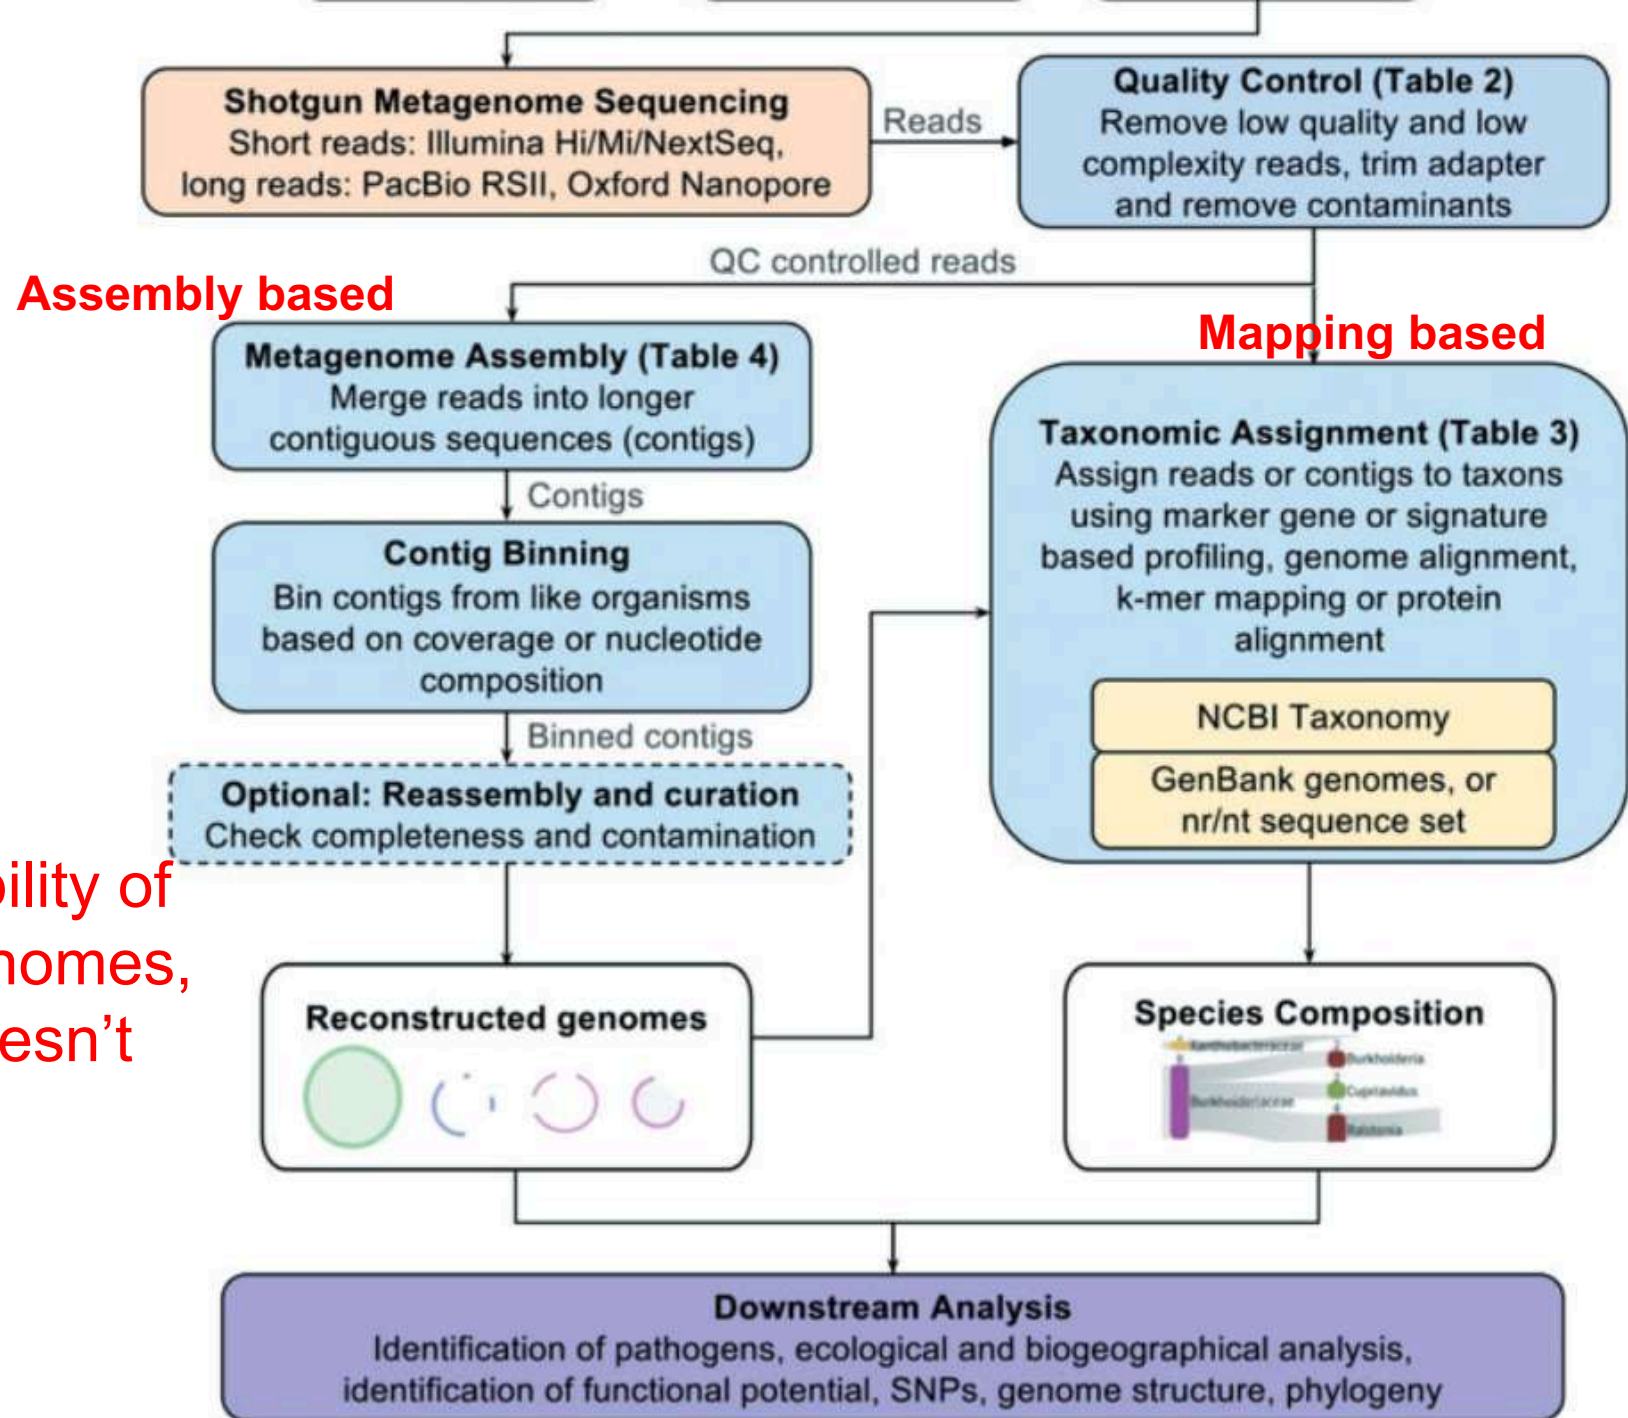 Shotgun Metagenome Sequencing
Short reads: Illumina Hi/Mi/NextSeq,
long reads: PacBio RSII, Oxford Nanopore
Reads
Quality Control (Table 2)
Remove low quality and low
complexity reads, trim adapter
and remove contaminants
QC controlled reads
Assembly based
Mapping based
Metagenome Assembly (Table 4)
Merge reads into longer
contiguous sequences (contigs)
Contigs
Contig Binning
Bin contigs from like organisms
based on coverage or nucleotide
composition
Binned contigs
Optional: Reassembly and curation
Check completeness and contamination
Taxonomic Assignment (Table 3)
Assign reads or contigs to taxons
using marker gene or signature
based profiling, genome alignment,
k-mer mapping or protein
alignment
NCBI Taxonomy
GenBank genomes, or
nr/nt sequence set
bility of
nomes,
esn't
Reconstructed genomes
Species Composition
Xanthobacteraceae
Burkholderia
Cupriavidus
Burkholderiaceae
Ralstonia
Downstream Analysis
Identification of pathogens, ecological and biogeographical analysis,
identification of functional potential, SNPs, genome structure, phylogeny